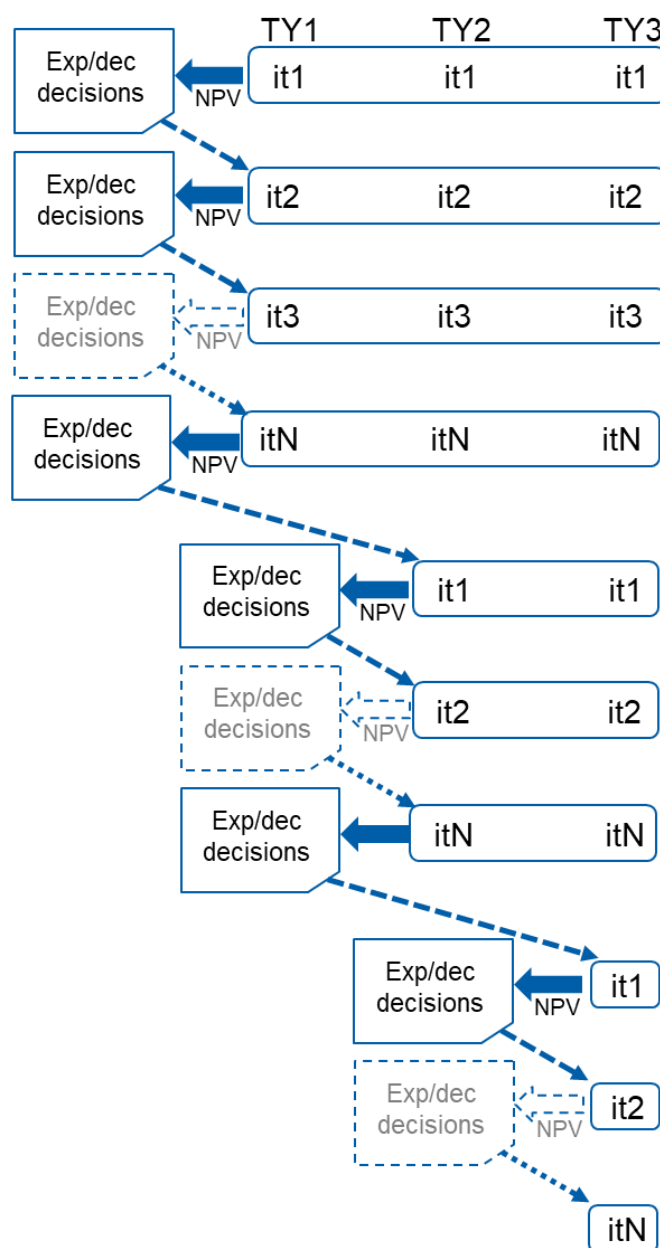 TY1 TY2 TY3
Exp/dec
decisions
NPV
it1 it1 it1
Exp/dec
decisions
NPV
it2 it2 it2
Exp/dec
decisions
NPV
it3 it3 it3
Exp/dec
decisions
NPV
itN itN itN
Exp/dec
decisions
NPV
it1 it1
Exp/dec
decisions
NPV
it2 it2
Exp/dec
decisions
itN itN
Exp/dec
decisions
NPV
it1
Exp/dec
decisions
NPV
it2
itN